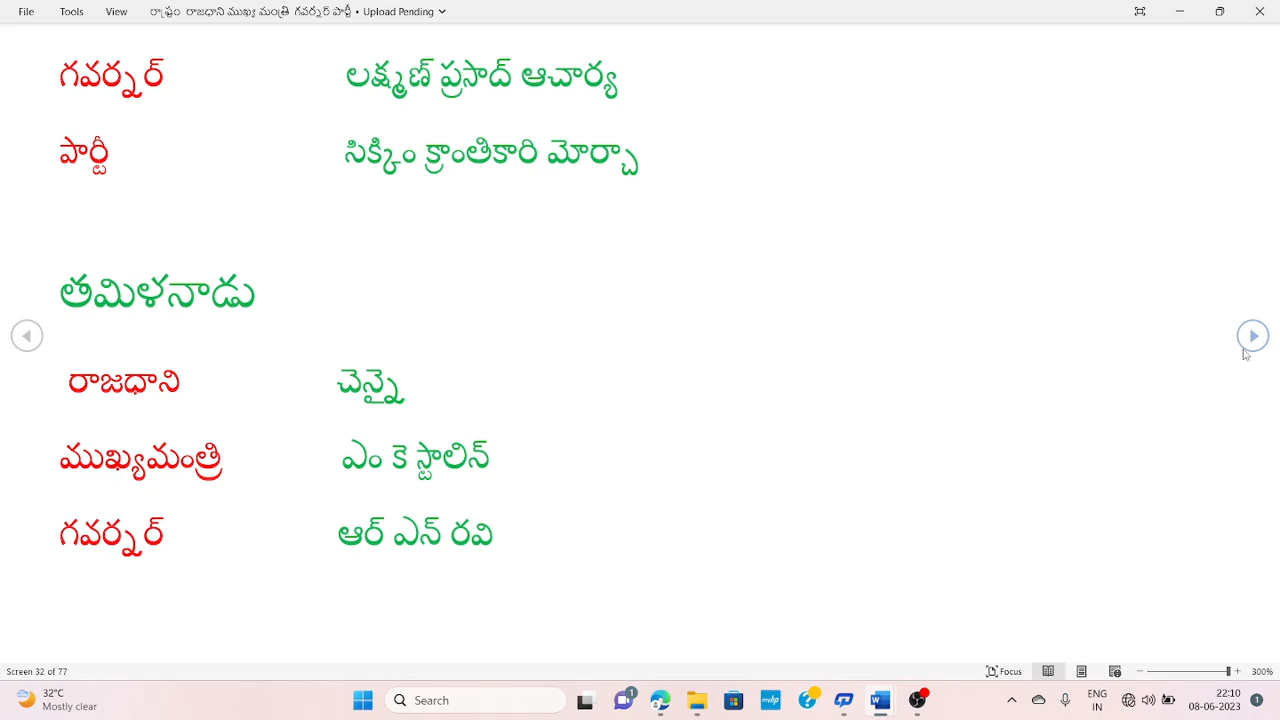 File Tools View రాష్ట్రం రాజధాని ముఖ్య మంత్రి గవర్నర్ పార్టీ • Upload Pending
గవర్నర్ లక్ష్మణ్ ప్రసాద్ ఆచార్య
పార్టీ సిక్కిం క్రాంతికారి మోర్చా
తమిళనాడు
రాజధాని చెన్నై
ముఖ్యమంత్రి ఎం కె స్టాలిన్
గవర్నర్ ఆర్ ఎన్ రవి
Screen 32 of 77 Focus 300%
32°C
Mostly clear
Search
1
ENG
IN
22:10
08-06-2023
1